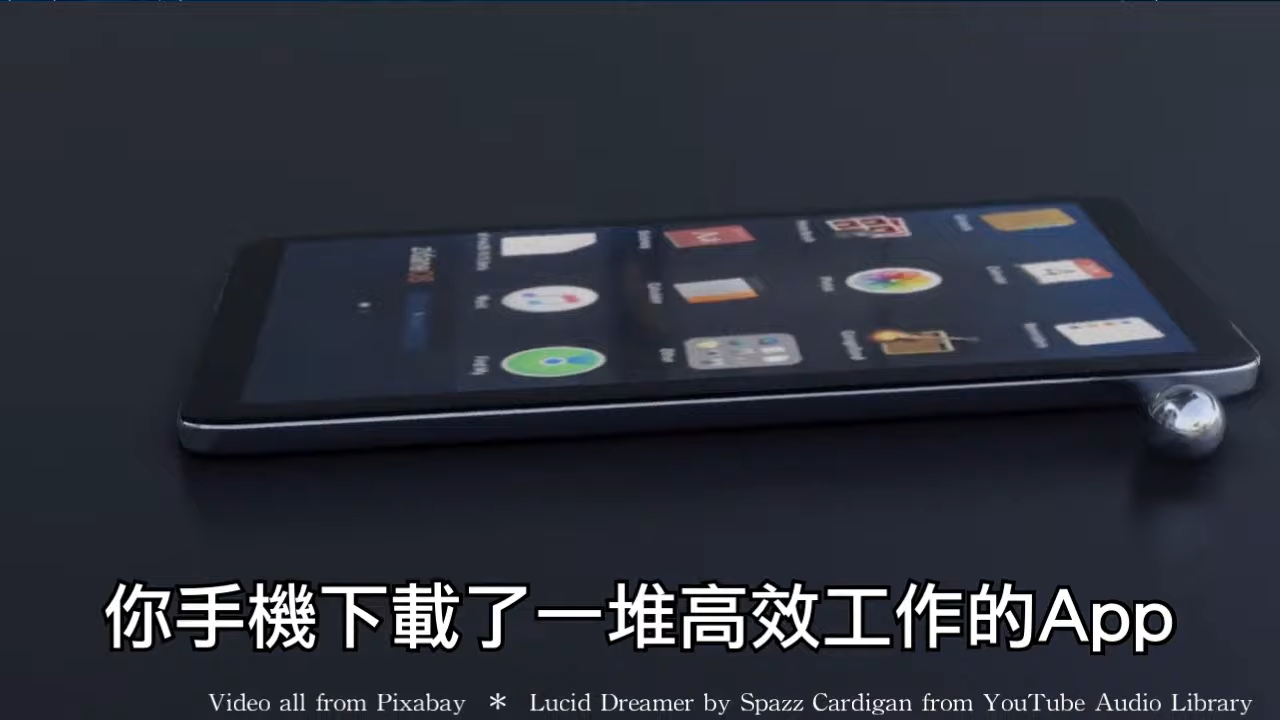 你手機下載了一堆高效工作的App
Video all from Pixabay * Lucid Dreamer by Spazz Cardigan from YouTube Audio Library